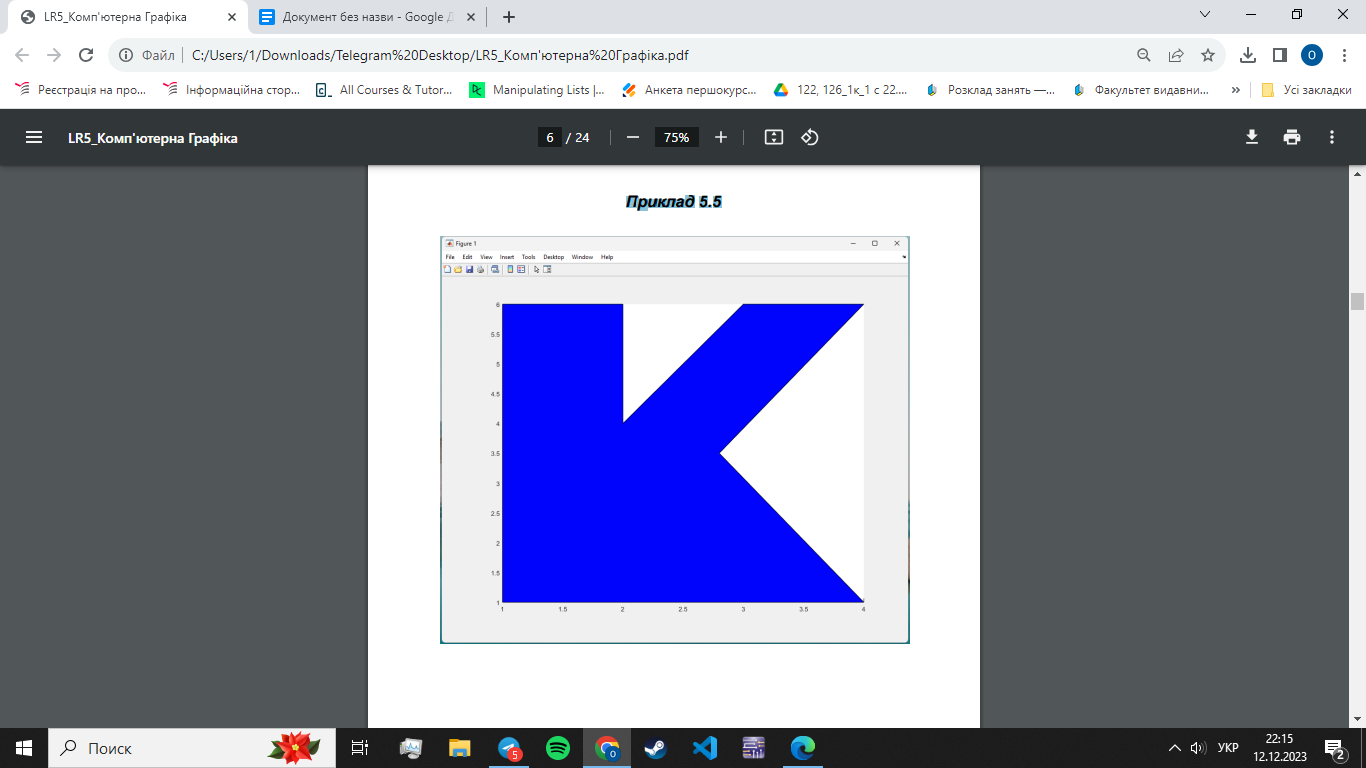 LR5_Комп'ютерна Графіка
Документ без назви - Google Д
Файл
C:/Users/1/Downloads/Telegram%20Desktop/LR5_Комп'ютерна%20Графіка.pdf
О
Реєстрація на про...
Інформаційна стор...
All Courses & Tutor...
Manipulating Lists |...
Анкета першокурс...
122, 126_1к_1 с 22....
Розклад занять —...
Факультет видавни...
»
Усі закладки
LR5_Комп'ютерна Графіка
6 / 24
75%
Приклад 5.5
Figure 1
File Edit View Insert Tools Desktop Window Help
6
5.5
5
4.5
4
3.5
3
2.5
2
1.5
1
1 1.5 2 2.5 3 3.5 4
Поиск
5
УКР
22:15
12.12.2023
2